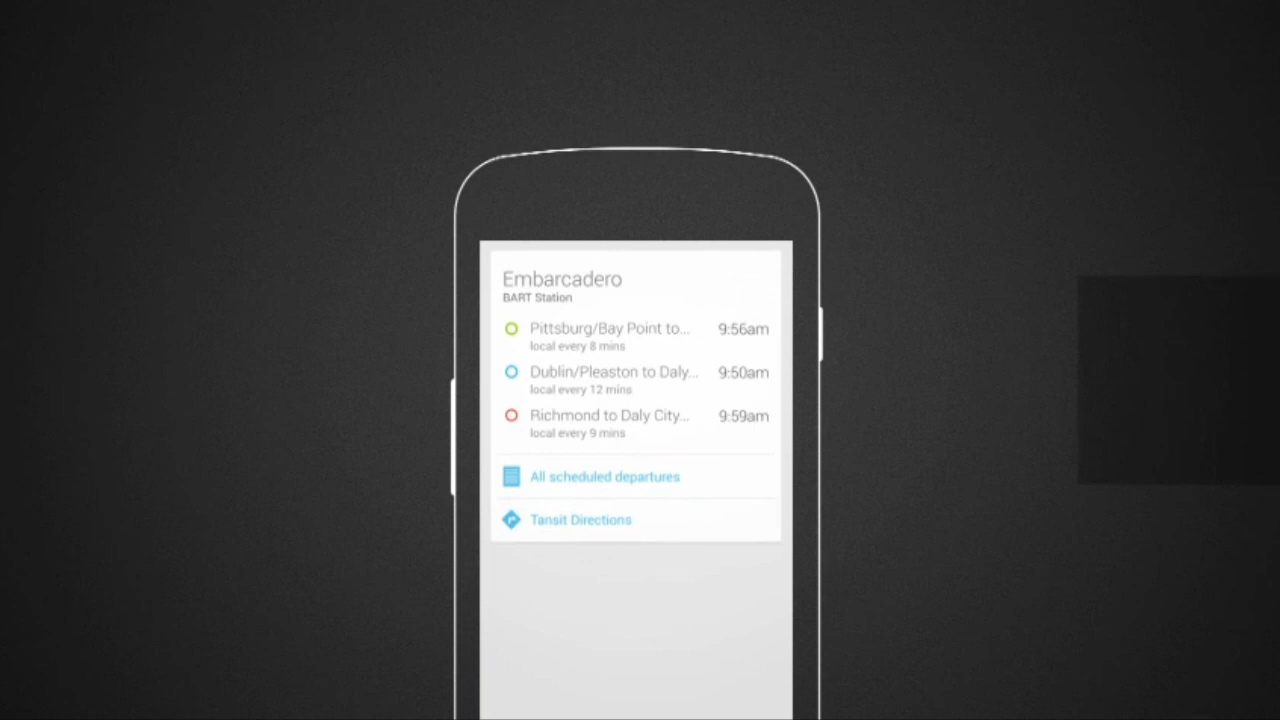 Embarcadero
BART Station
Pittsburg/Bay Point to... 9:56am
local every 8 mins
Dublin/Pleaston to Daly... 9:50am
local every 12 mins
Richmond to Daly City... 9:59am
local every 9 mins
All scheduled departures
Tansit Directions